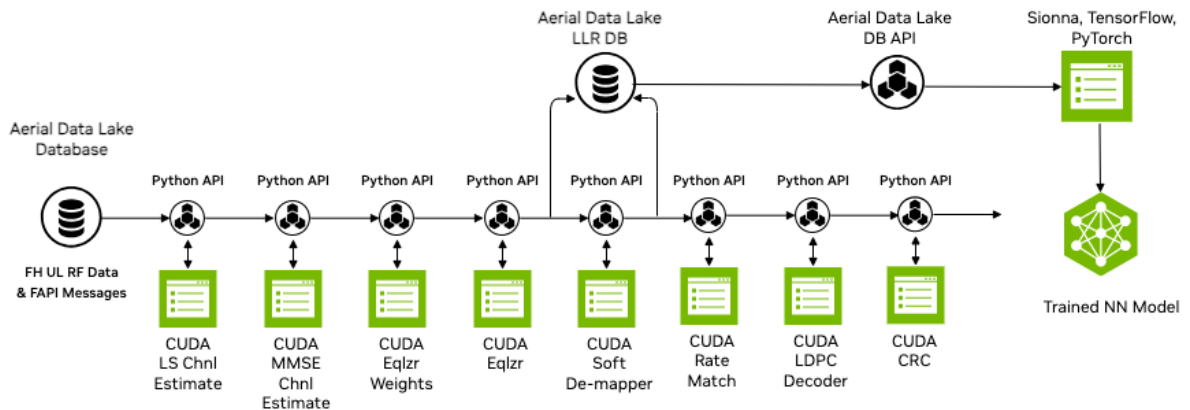 Aerial Data Lake
LLR DB
Aerial Data Lake
DB API
Sionna, TensorFlow,
PyTorch
Aerial Data Lake
Database
Python API
Python API
Python API
Python API
Python API
Python API
Python API
Python API
FH UL RF Data
& FAPI Messages
CUDA
LS Chnl
Estimate
CUDA
MMSE
Chnl
Estimate
CUDA
Eqlzr
Weights
CUDA
Eqlzr
CUDA
Soft
De-mapper
CUDA
Rate
Match
CUDA
LDPC
Decoder
CUDA
CRC
Trained NN Model